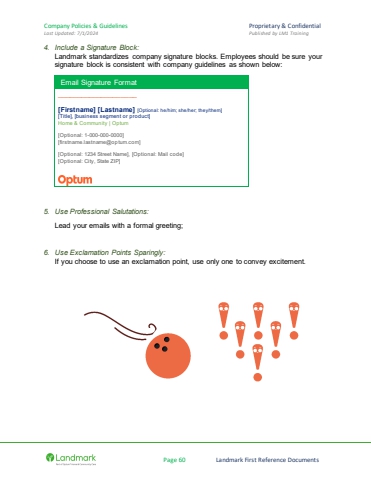 Company Policies & Guidelines
Proprietary & Confidential
Last Updated: 7/1/2024
Published by LMS Training
4. Include a Signature Block:
Landmark standardizes company signature blocks. Employees should be sure your
signature block is consistent with company guidelines as shown below:
Email Signature Format
[Firstname] [Lastname] [Optional: he/him; she/her; they/them]
[Title], [business segment or product]
Home & Community | Optum
[Optional: 1-000-000-0000]
[firstname.lastname@optum.com]
[Optional: 1234 Street Name], [Optional: Mail code]
[Optional: City, State ZIP]
Optum
5. Use Professional Salutations:
Lead your emails with a formal greeting;
6. Use Exclamation Points Sparingly:
If you choose to use an exclamation point, use only one to convey excitement.
Landmark
Page 60
Landmark First Reference Documents